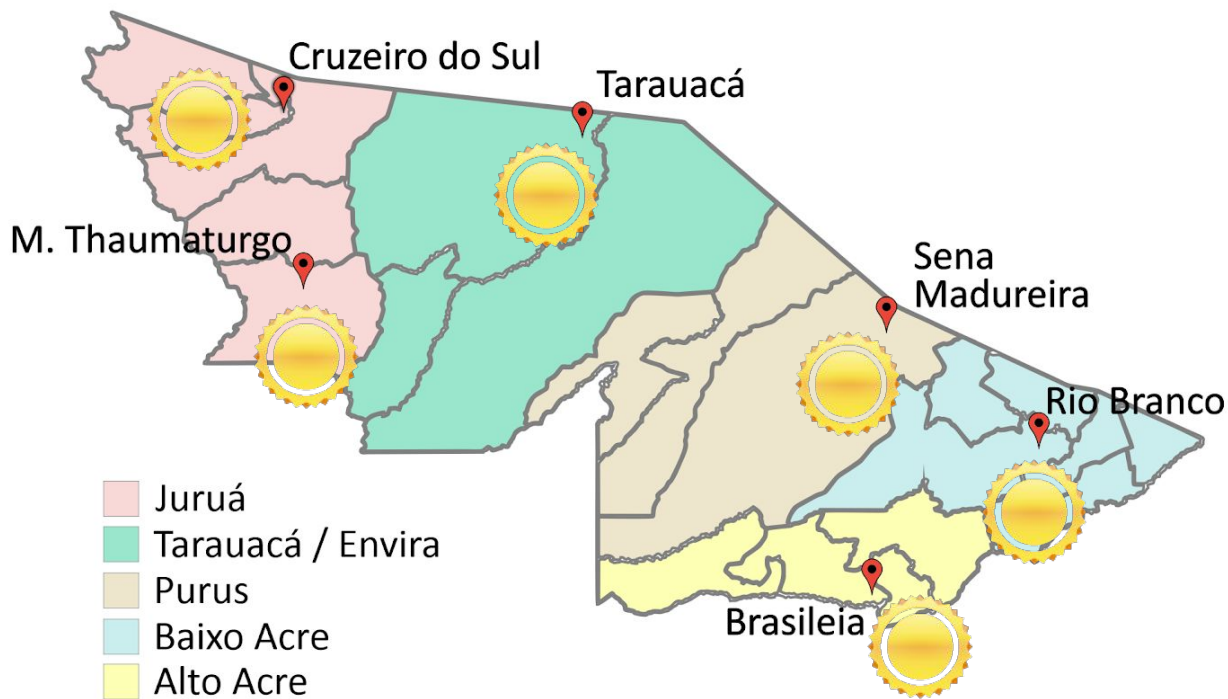 Cruzeiro do Sul
Tarauacá
M. Thaumaturgo
Sena
Madureira
Rio Branco
Brasileia
Juruá
Tarauacá / Envira
Purus
Baixo Acre
Alto Acre